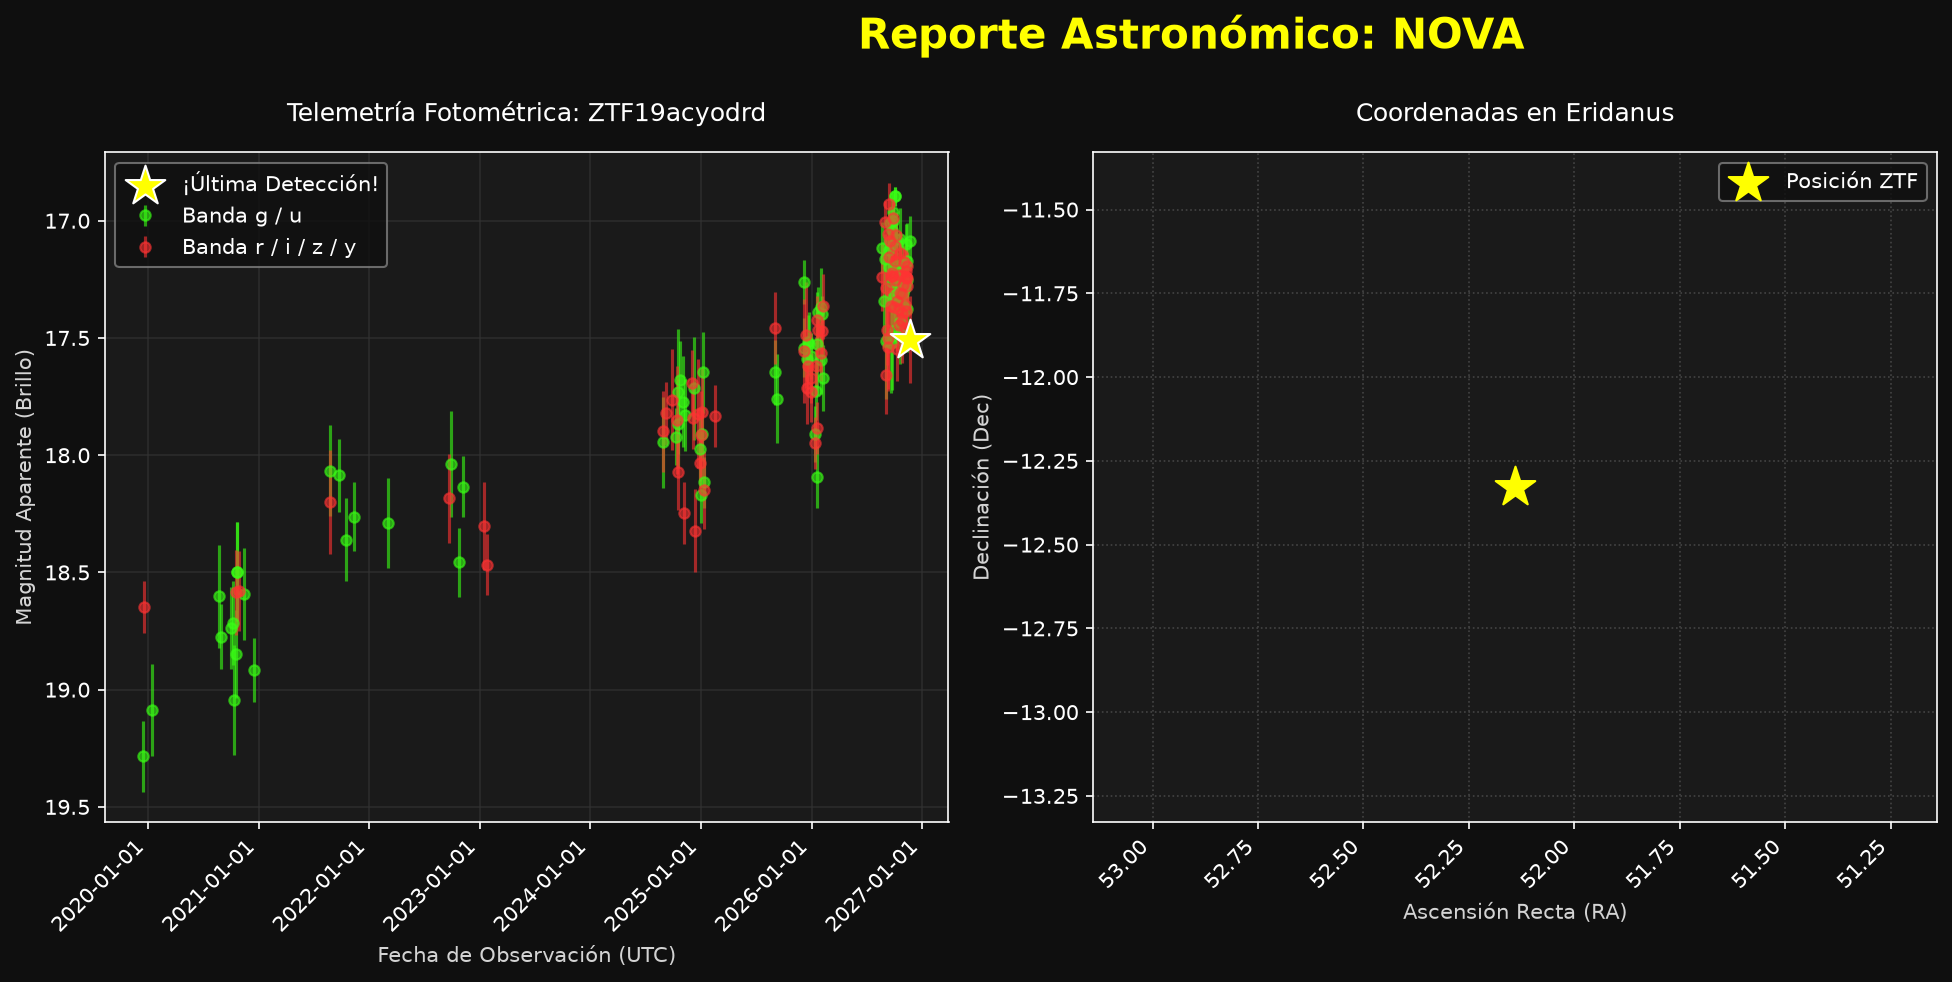 Reporte Astronómico: NOVA
Telemetría Fotométrica: ZTF19acyodrd
¡Última Detección!
Banda g / u
Banda r / i / z / y
Magnitud Aparente (Brillo)
17.0
17.5
18.0
18.5
19.0
19.5
2020-01-01
2021-01-01
2022-01-01
2023-01-01
2024-01-01
2025-01-01
2026-01-01
2027-01-01
Fecha de Observación (UTC)
Coordenadas en Eridanus
Posición ZTF
Declinación (Dec)
−11.50
−11.75
−12.00
−12.25
−12.50
−12.75
−13.00
−13.25
53.00
52.75
52.50
52.25
52.00
51.75
51.50
51.25
Ascensión Recta (RA)